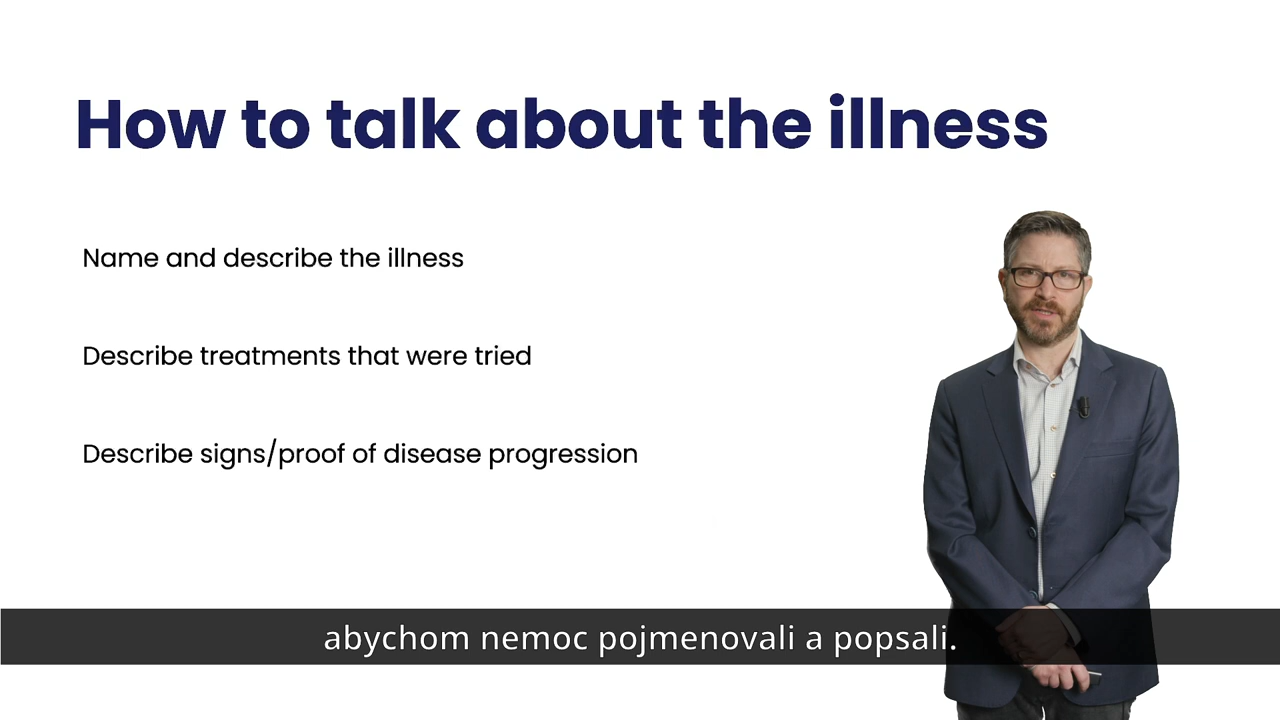 How to talk about the illness
Name and describe the illness
Describe treatments that were tried
Describe signs/proof of disease progression
abychom nemoc pojmenovali a popsali.